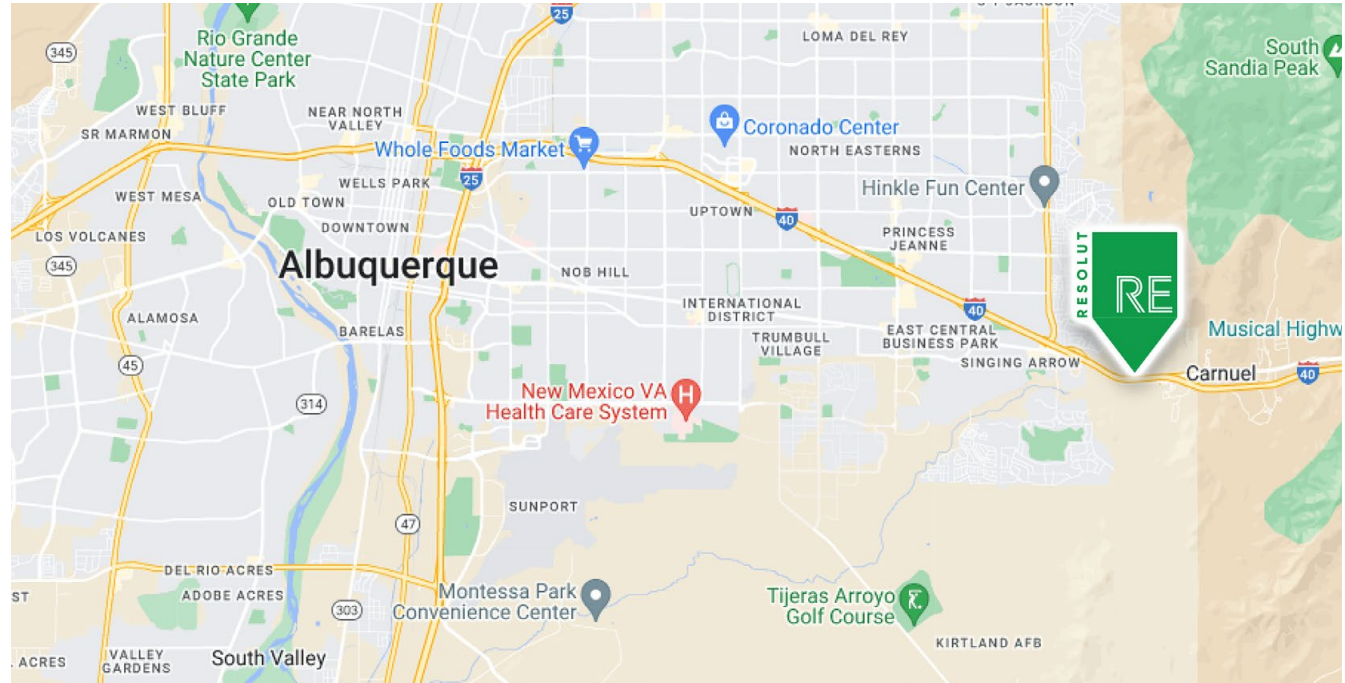 25
345
Rio Grande
Nature Center
State Park
LOMA DEL REY
South
Sandia Peak
WEST BLUFF
NEAR NORTH
VALLEY
SR MARMON
Coronado Center
Whole Foods Market
NORTH EASTERNS
WELLS PARK
25
Hinkle Fun Center
WEST MESA
OLD TOWN
UPTOWN
40
DOWNTOWN
PRINCESS
JEANNE
LOS VOLCANES
345
Albuquerque
NOB HILL
RESOLUT
RE
INTERNATIONAL
DISTRICT
40
ALAMOSA
BARELAS
TRUMBULL
VILLAGE
EAST CENTRAL
BUSINESS PARK
Musical Highw
SINGING ARROW
45
Carnuel
40
314
New Mexico VA
Health Care System
H
SUNPORT
47
DEL RIO ACRES
ST
ADOBE ACRES
303
Montessa Park
Convenience Center
Tijeras Arroyo
Golf Course
KIRTLAND AFB
ACRES
VALLEY
GARDENS
South Valley